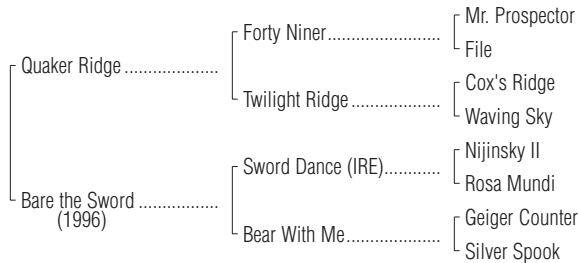 Mr. Prospector
Forty Niner........................
File
Quaker Ridge ....................
Cox's Ridge
Twilight Ridge ...................
Waving Sky
Nijinsky II
Sword Dance (IRE)............
Rosa Mundi
Bare the Sword .................
(1996)
Geiger Counter
Bear With Me....................
Silver Spook